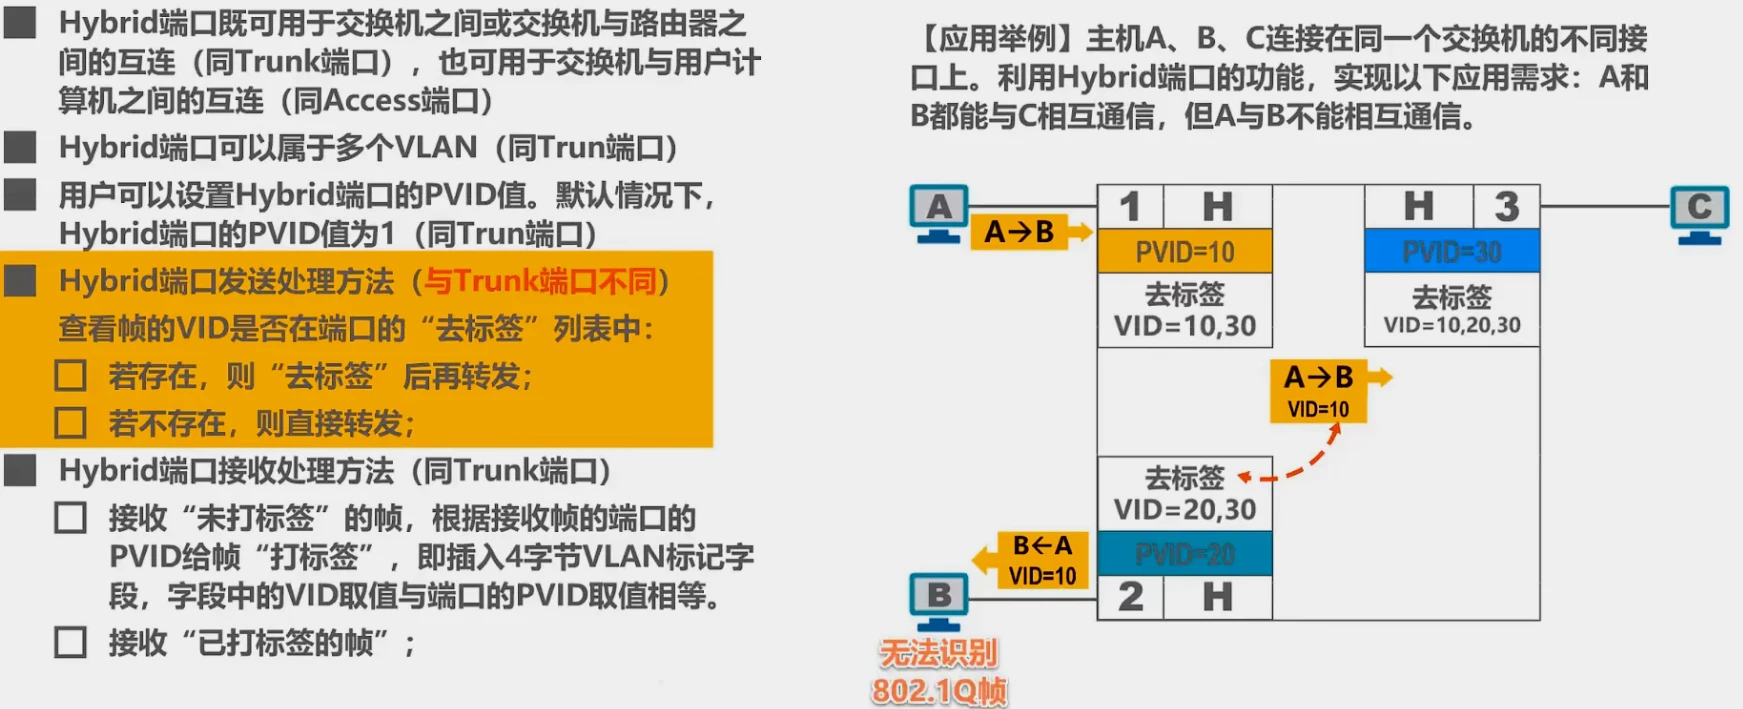 Hybrid端口既可用于交换机之间或交换机与路由器之
间的互连（同Trunk端口），也可用于交换机与用户计
算机之间的互连（同Access端口）
Hybrid端口可以属于多个VLAN（同Trun端口）
用户可以设置Hybrid端口的PVID值。默认情况下，
Hybrid端口的PVID值为1（同Trun端口）
Hybrid端口发送处理方法（与Trunk端口不同）
查看帧的VID是否在端口的“去标签”列表中：
若存在，则“去标签”后再转发；
若不存在，则直接转发；
Hybrid端口接收处理方法（同Trunk端口）
接收“未打标签”的帧，根据接收帧的端口的
PVID给帧“打标签”，即插入4字节VLAN标记字
段，字段中的VID取值与端口的PVID取值相等。
接收“已打标签的帧”；
【应用举例】主机A、B、C连接在同一个交换机的不同接
口上。利用Hybrid端口的功能，实现以下应用需求：A和
B都能与C相互通信，但A与B不能相互通信。
A
A→B
1 H
PVID=10
去标签
VID=10,30
H 3
PVID=30
去标签
VID=10,20,30
C
A→B
VID=10
去标签
VID=20,30
PVID=20
2 H
B←A
VID=10
B
无法识别
802.1Q帧